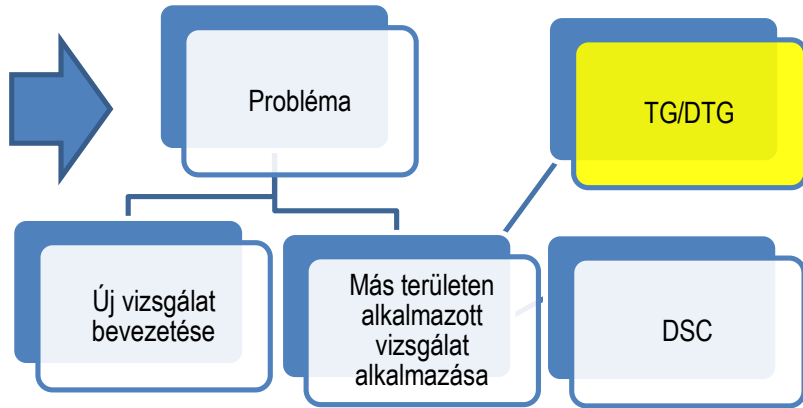 Probléma
TG/DTG
Új vizsgálat
bevezetése
Más területen
alkalmazott
vizsgálat
alkalmazása
DSC